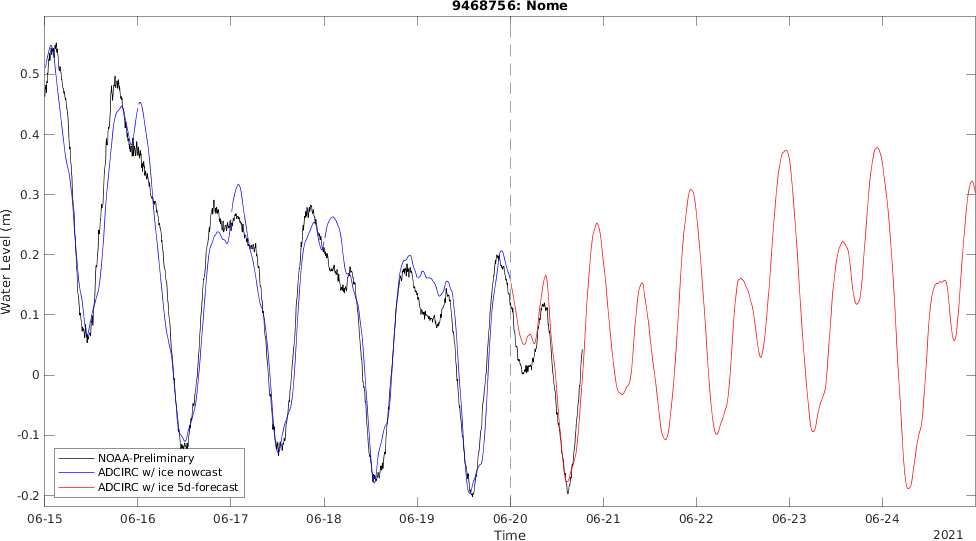 9468756: Nome
Water Level (m)
0.5
0.4
0.3
0.2
0.1
0
-0.1
-0.2
NOAA-Preliminary
ADCIRC w/ ice nowcast
ADCIRC w/ ice 5d-forecast
06-15 06-16 06-17 06-18 06-19 06-20 06-21 06-22 06-23 06-24
Time
2021